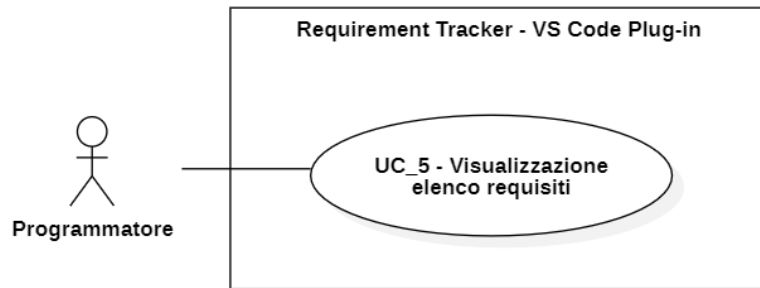 Requirement Tracker - VS Code Plug-in
UC_5 - Visualizzazione
elenco requisiti
Programmatore